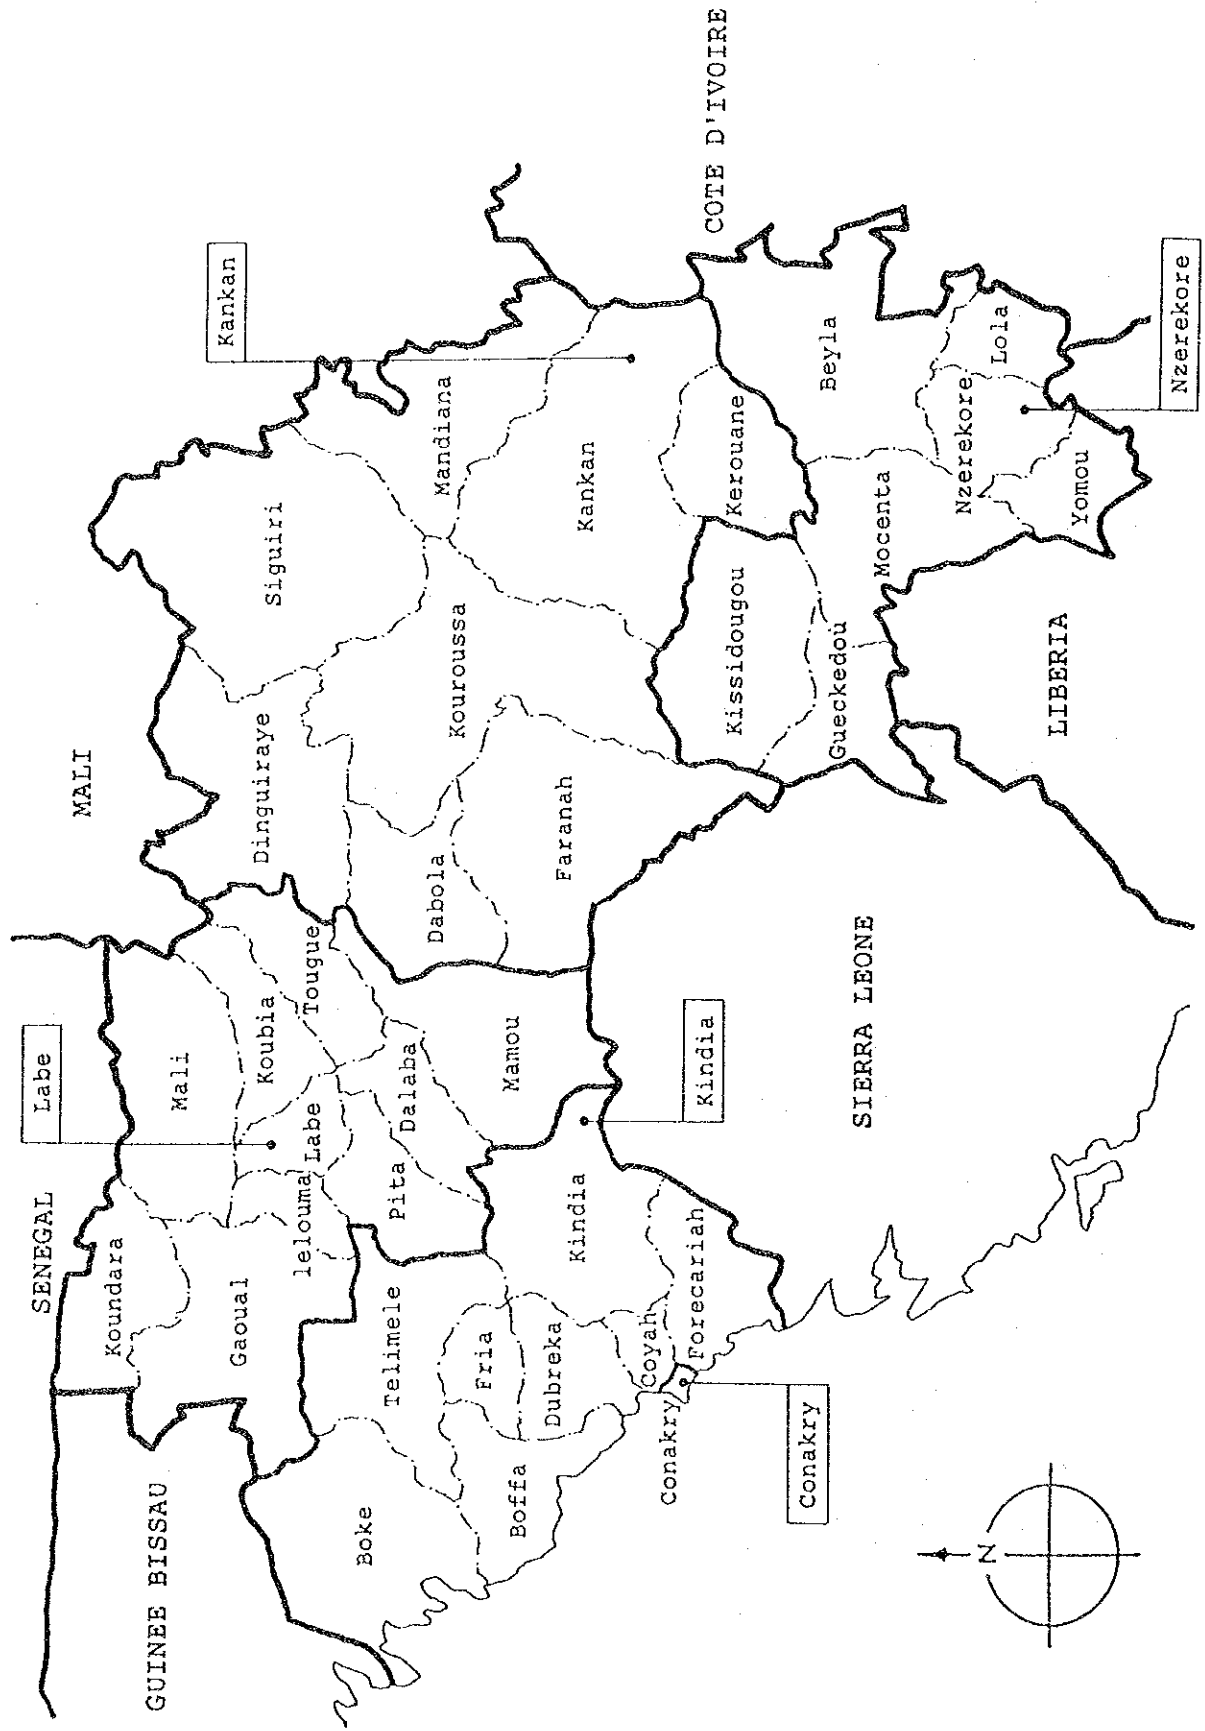 SENEGAL
MALI
GUINEE BISSAU
COTE D'IVOIRE
SIERRA LEONE
LIBERIA
Labe
Kankan
Kindia
Conakry
Nzerekore
Koundara
Mali
Gaoual
Koubia
Tougue
lelouma
Labe
Pita
Dalaba
Mamou
Tellmele
Boke
Fria
Boffa
Dubreka
Kindia
Coyah
Forecariah
Conakry
Dinguiraye
Siguiri
Dabola
Faranah
Kouroussa
Mandiana
Kankan
Kissidougou
Kerouane
Gueckedou
Mocenta
Beyla
Nzerekore
Lola
Yomou
N